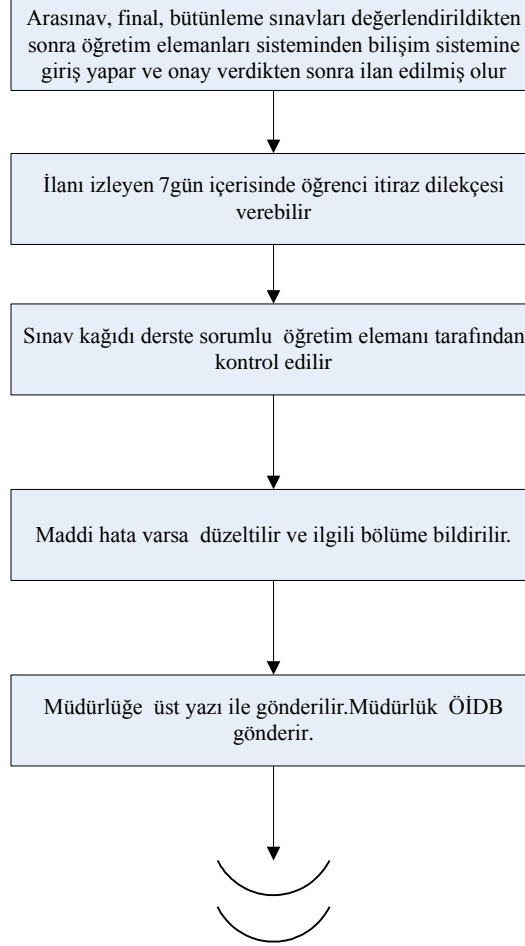 Arasınav, final, bütünleme sınavları değerlendirildikten
sonra öğretim elemanları sisteminden bilişim sistemine
giriş yapar ve onay verdikten sonra ilan edilmiş olur
İlanı izleyen 7gün içerisinde öğrenci itiraz dilekçesi
verebilir
Sınav kağıdı derste sorumlu öğretim elemanı tarafından
kontrol edilir
Maddi hata varsa düzeltilir ve ilgili bölüme bildirilir.
Müdürlüğe üst yazı ile gönderilir.Müdürlük ÖİDB
gönderir.